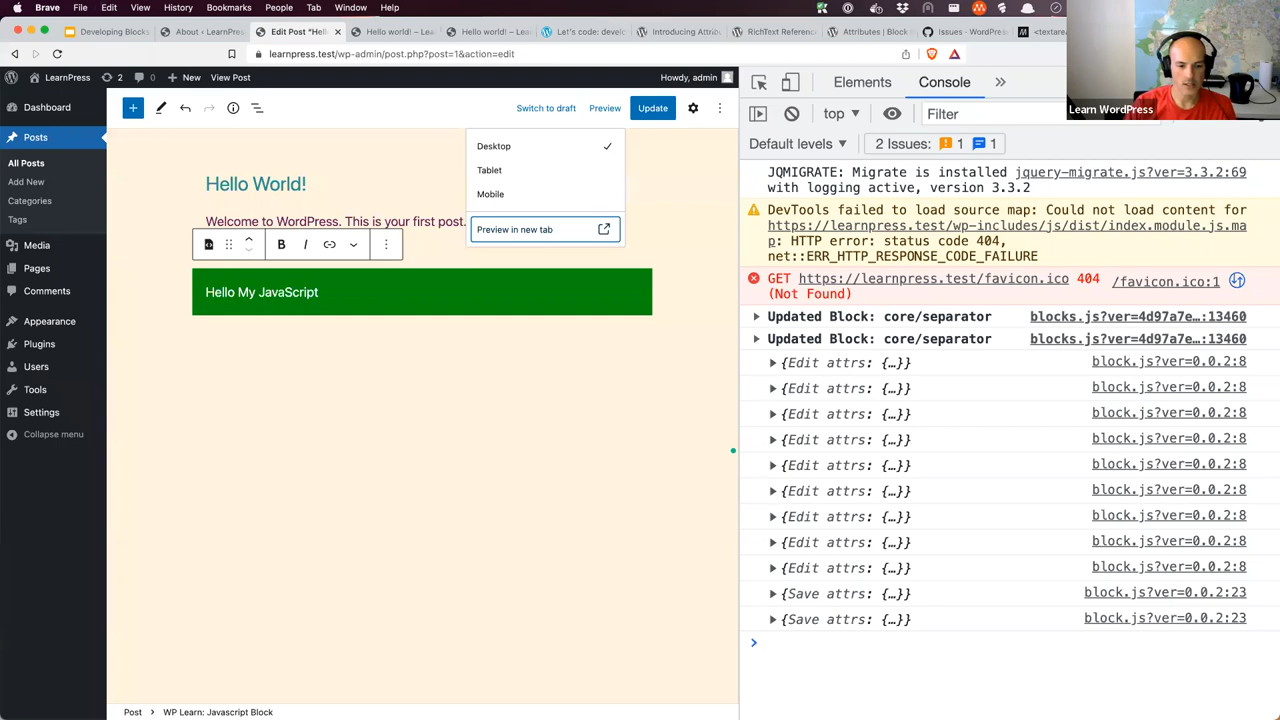 Brave File Edit View History Bookmarks People Tab Window Help
Developing Blocks
About ‹ LearnPres
Edit Post “Hello
Hello world! – Lea
Hello world! – Lea
Let's code: devel
Introducing Attrib
RichText Referenc
Attributes | Block
Issues · WordPres
<textarea
learnpress.test/wp-admin/post.php?post=1&action=edit
LearnPress 2 0 New View Post Howdy, admin
Dashboard
Posts
All Posts
Add New
Categories
Tags
Media
Pages
Comments
Appearance
Plugins
Users
Tools
Settings
Collapse menu
Switch to draft Preview Update
Desktop
Tablet
Mobile
Preview in new tab
Hello World!
Welcome to WordPress. This is your first post.
B I
Hello My JavaScript
Post WP Learn: Javascript Block
Elements Console
top Filter
Default levels 2 Issues: 1 1
Learn WordPress
JQMIGRATE: Migrate is installed jquery-migrate.js?ver=3.3.2:69
with logging active, version 3.3.2
DevTools failed to load source map: Could not load content for
https://learnpress.test/wp-includes/js/dist/index.module.js.ma
p: HTTP error: status code 404,
net::ERR_HTTP_RESPONSE_CODE_FAILURE
GET https://learnpress.test/favicon.ico 404 /favicon.ico:1
(Not Found)
Updated Block: core/separator blocks.js?ver=4d97a7e…:13460
Updated Block: core/separator blocks.js?ver=4d97a7e…:13460
{Edit attrs: {…}} block.js?ver=0.0.2:8
{Edit attrs: {…}} block.js?ver=0.0.2:8
{Edit attrs: {…}} block.js?ver=0.0.2:8
{Edit attrs: {…}} block.js?ver=0.0.2:8
{Edit attrs: {…}} block.js?ver=0.0.2:8
{Edit attrs: {…}} block.js?ver=0.0.2:8
{Edit attrs: {…}} block.js?ver=0.0.2:8
{Edit attrs: {…}} block.js?ver=0.0.2:8
{Edit attrs: {…}} block.js?ver=0.0.2:8
{Save attrs: {…}} block.js?ver=0.0.2:23
{Save attrs: {…}} block.js?ver=0.0.2:23